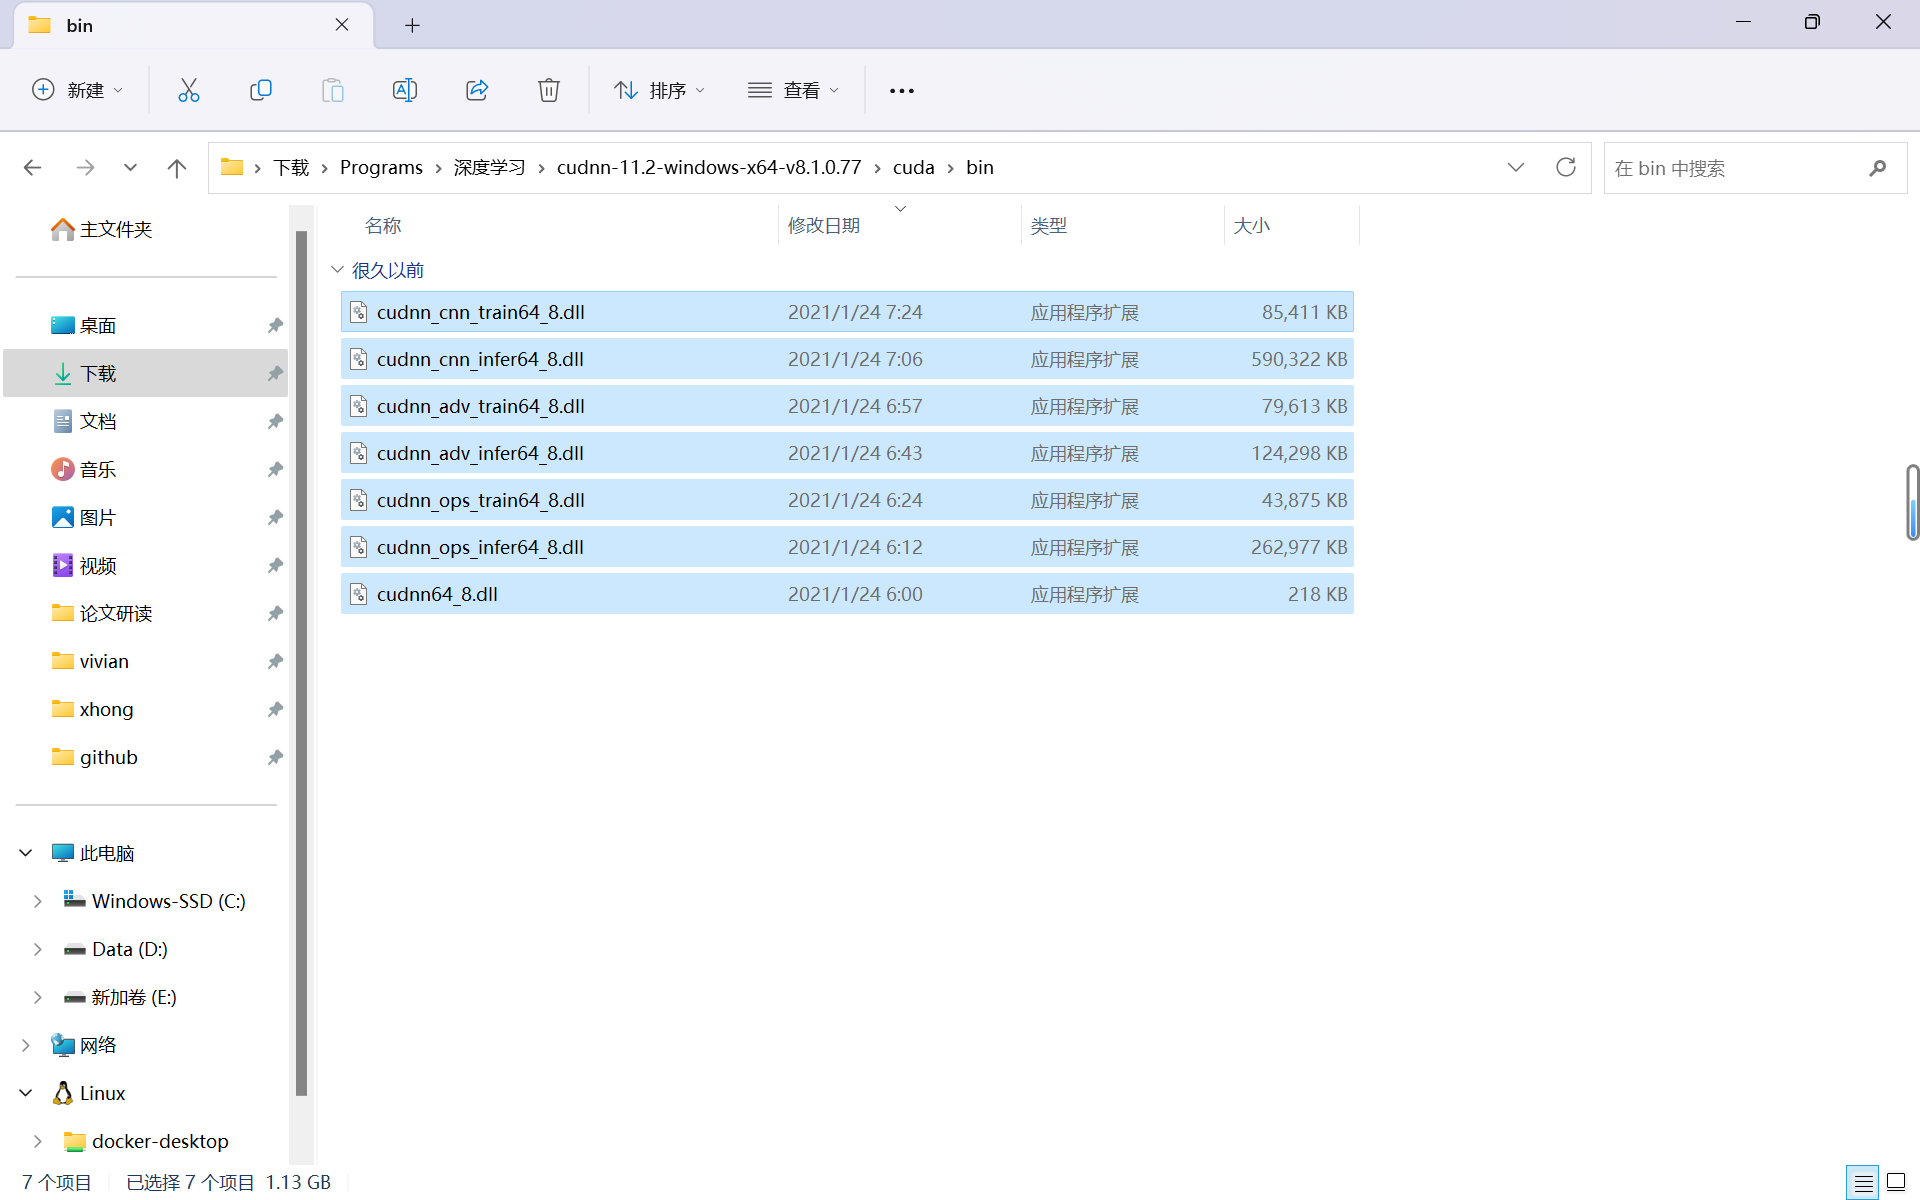 bin
新建
排序
查看
下载 Programs 深度学习 cudnn-11.2-windows-x64-v8.1.0.77 cuda bin
在 bin 中搜索
主文件夹
桌面
下载
文档
音乐
图片
视频
论文研读
vivian
xhong
github
此电脑
Windows-SSD (C:)
Data (D:)
新加卷 (E:)
网络
Linux
docker-desktop
名称 修改日期 类型 大小
很久以前
cudnn_cnn_train64_8.dll 2021/1/24 7:24 应用程序扩展 85,411 KB
cudnn_cnn_infer64_8.dll 2021/1/24 7:06 应用程序扩展 590,322 KB
cudnn_adv_train64_8.dll 2021/1/24 6:57 应用程序扩展 79,613 KB
cudnn_adv_infer64_8.dll 2021/1/24 6:43 应用程序扩展 124,298 KB
cudnn_ops_train64_8.dll 2021/1/24 6:24 应用程序扩展 43,875 KB
cudnn_ops_infer64_8.dll 2021/1/24 6:12 应用程序扩展 262,977 KB
cudnn64_8.dll 2021/1/24 6:00 应用程序扩展 218 KB
7 个项目 已选择 7 个项目 1.13 GB